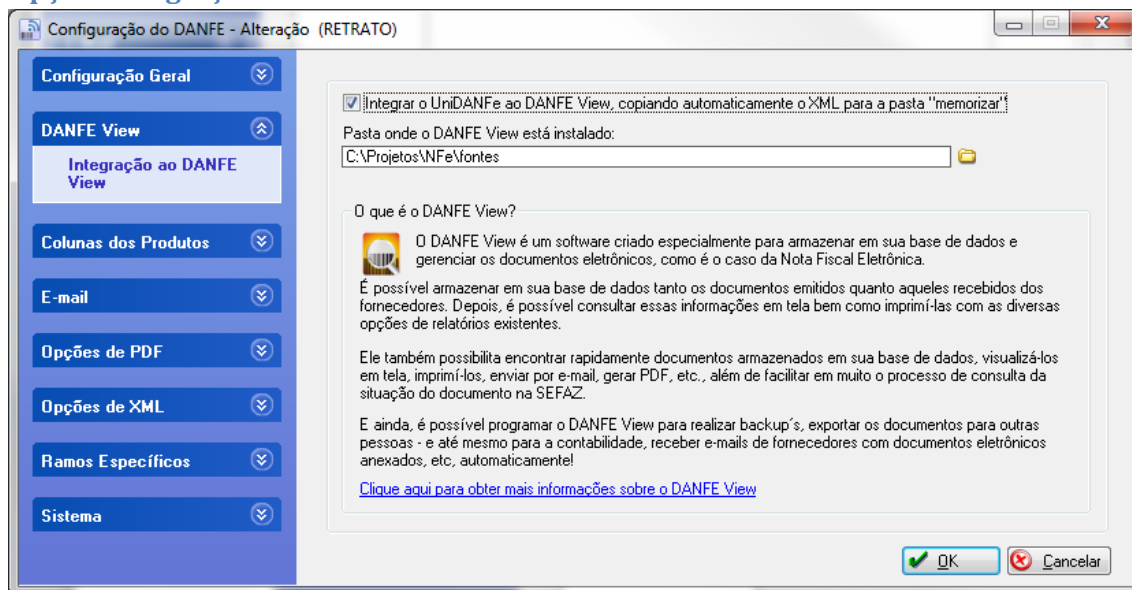 Configuração do DANFE - Alteração (RETRATO)
Configuração Geral
DANFE View
Integração ao DANFE
View
Colunas dos Produtos
E-mail
Opções de PDF
Opções de XML
Ramos Específicos
Sistema
Integrar o UniDANFe ao DANFE View, copiando automaticamente o XML para a pasta "memorizar"
Pasta onde o DANFE View está instalado:
C:\Projetos\NFe\fontes
O que é o DANFE View?
O DANFE View é um software criado especialmente para armazenar em sua base de dados e
gerenciar os documentos eletrônicos, como é o caso da Nota Fiscal Eletrônica.
É possível armazenar em sua base de dados tanto os documentos emitidos quanto aqueles recebidos dos
fornecedores. Depois, é possível consultar essas informações em tela bem como imprimí-las com as diversas
opções de relatórios existentes.
Ele também possibilita encontrar rapidamente documentos armazenados em sua base de dados, visualizá-los
em tela, imprimí-los, enviar por e-mail, gerar PDF, etc., além de facilitar em muito o processo de consulta da
situação do documento na SEFAZ.
E ainda, é possível programar o DANFE View para realizar backup´s, exportar os documentos para outras
pessoas - e até mesmo para a contabilidade, receber e-mails de fornecedores com documentos eletrônicos
anexados, etc, automaticamente!
Clique aqui para obter mais informações sobre o DANFE View
OK
Cancelar